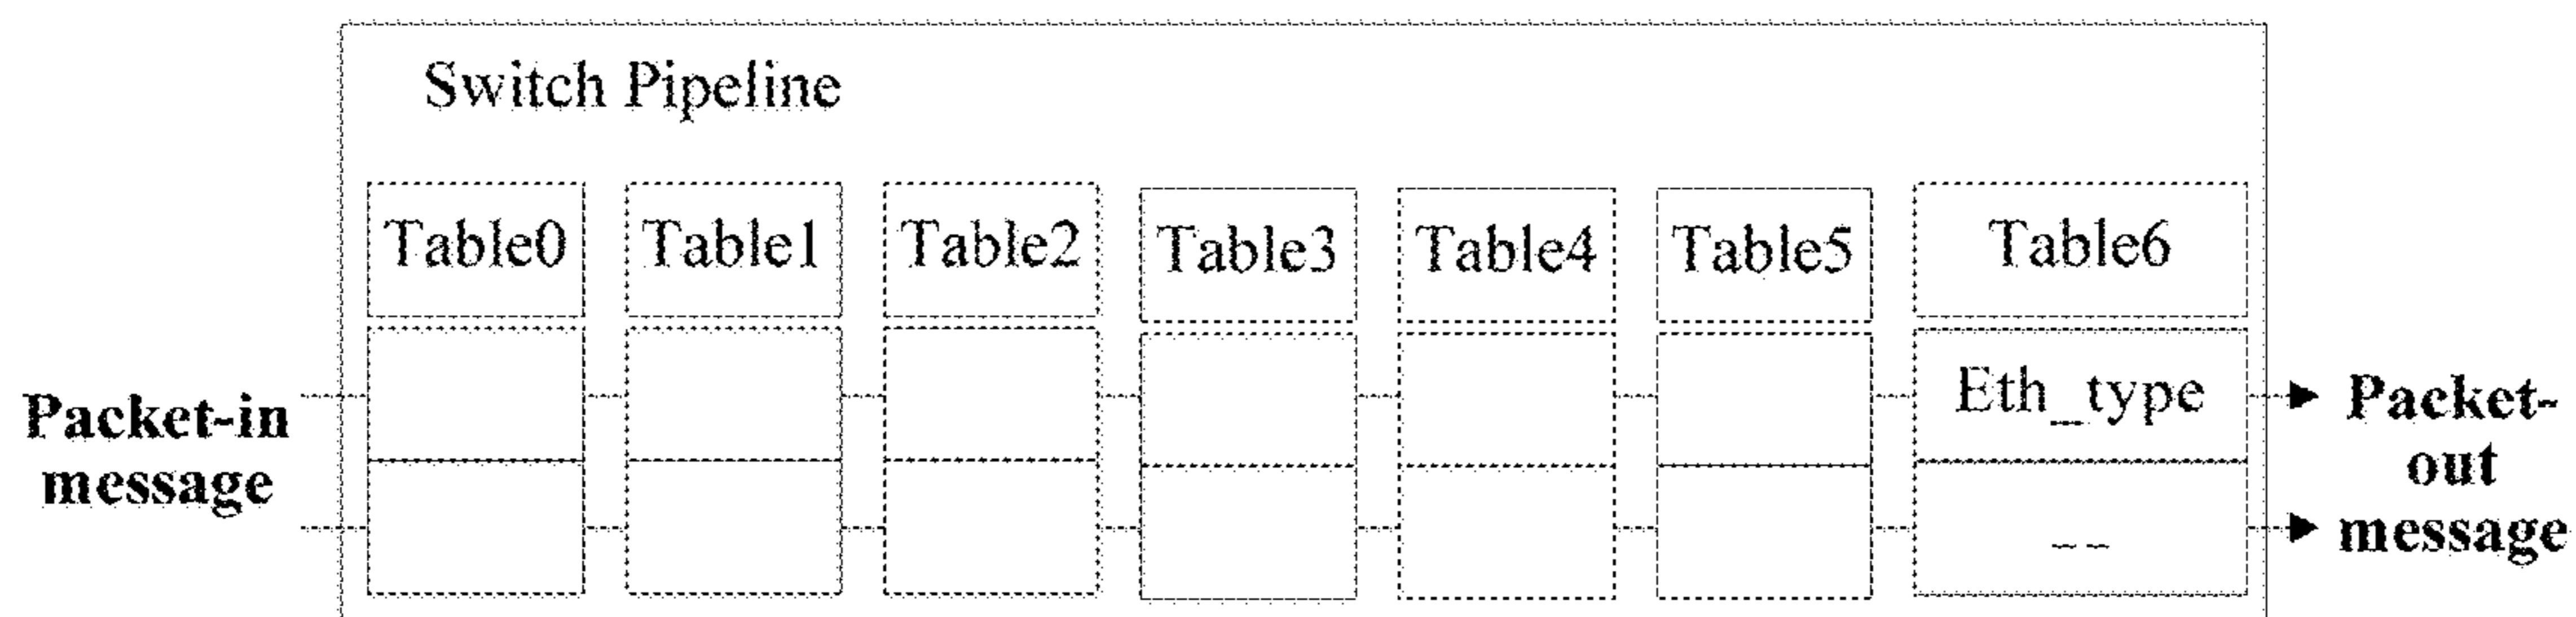 Switch Pipeline
Table0 Table1 Table2 Table3 Table4 Table5 Table6
Packet-in
message
Eth_type
--
Packet-
out
message